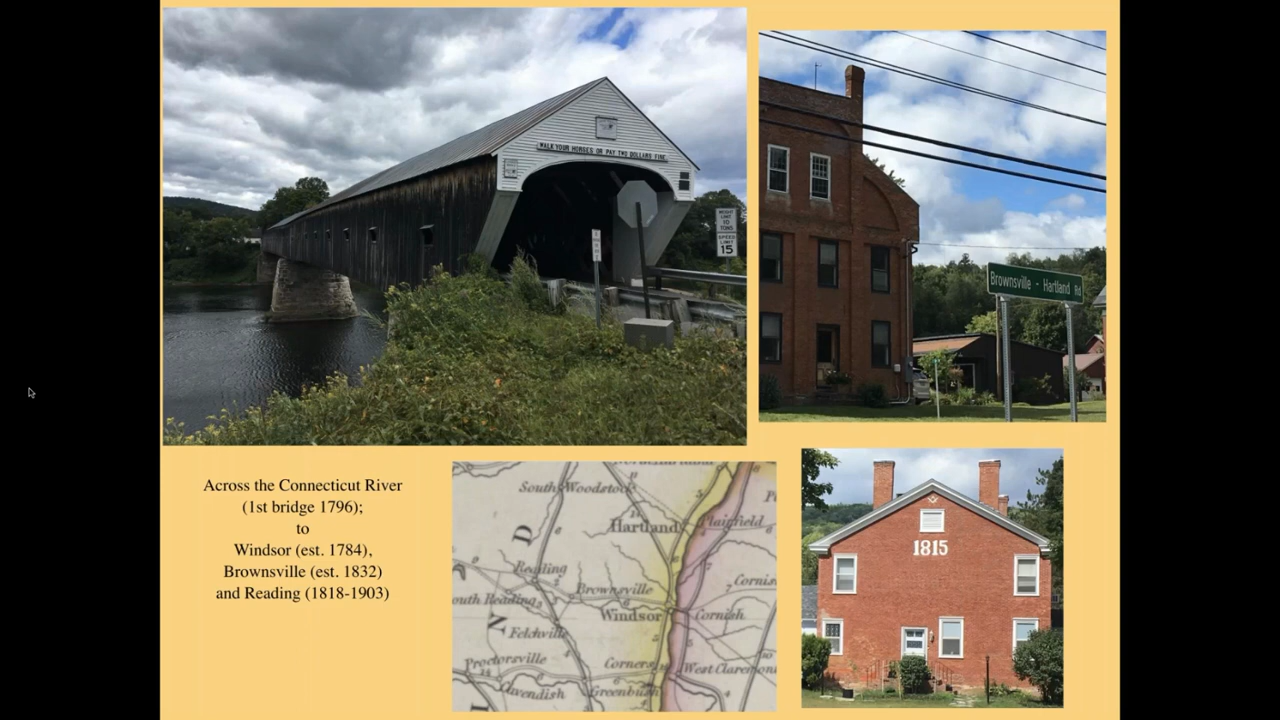 WALK YOUR HORSES OR PAY TWO DOLLARS FINE.
WEIGHT
LIMIT
10
TONS
SPEED
LIMIT
15
Brownsville - Hartland Rd
Across the Connecticut River
(1st bridge 1796);
to
Windsor (est. 1784),
Brownsville (est. 1832)
and Reading (1818-1903)
South Woodstock
Hartland
Plainfield
D
Reading
Brownsville
Cornish
outh Reading
Windsor
Cornish
N
Felchville
Proctorsville
Corners
West Claremont
Cavendish
Greenbush
1815